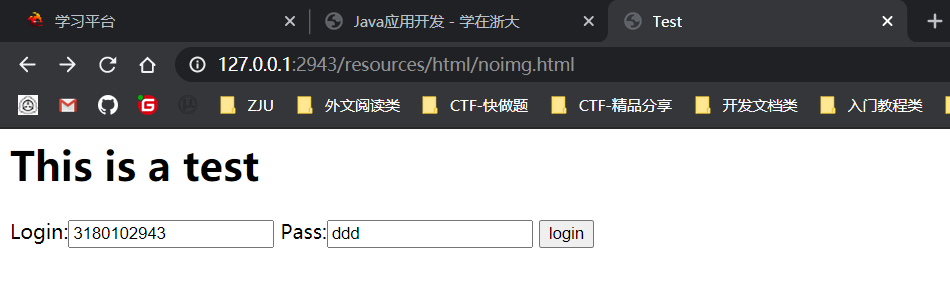 学习平台 Java应用开发 - 学在浙大 Test
127.0.0.1:2943/resources/html/noimg.html
ZJU 外文阅读类 CTF-快做题 CTF-精品分享 开发文档类 入门教程类
This is a test
Login:3180102943 Pass:ddd login